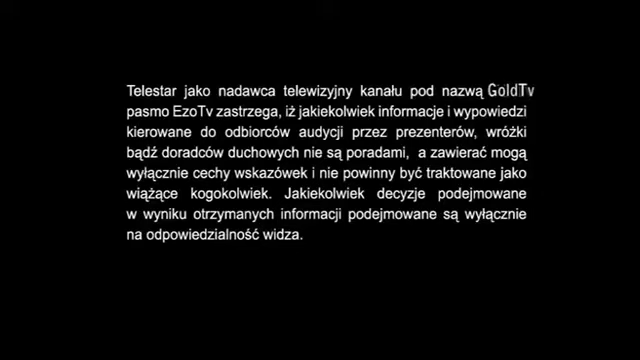 Telestar jako nadawca telewizyjny kanału pod nazwą GoldTv
pasmo EzoTv zastrzega, iż jakiekolwiek informacje i wypowiedzi
kierowane do odbiorców audycji przez prezenterów, wróżki
bądź doradców duchowych nie są poradami, a zawierać mogą
wyłącznie cechy wskazówek i nie powinny być traktowane jako
wiążące kogokolwiek. Jakiekolwiek decyzje podejmowane
w wyniku otrzymanych informacji podejmowane są wyłącznie
na odpowiedzialność widza.